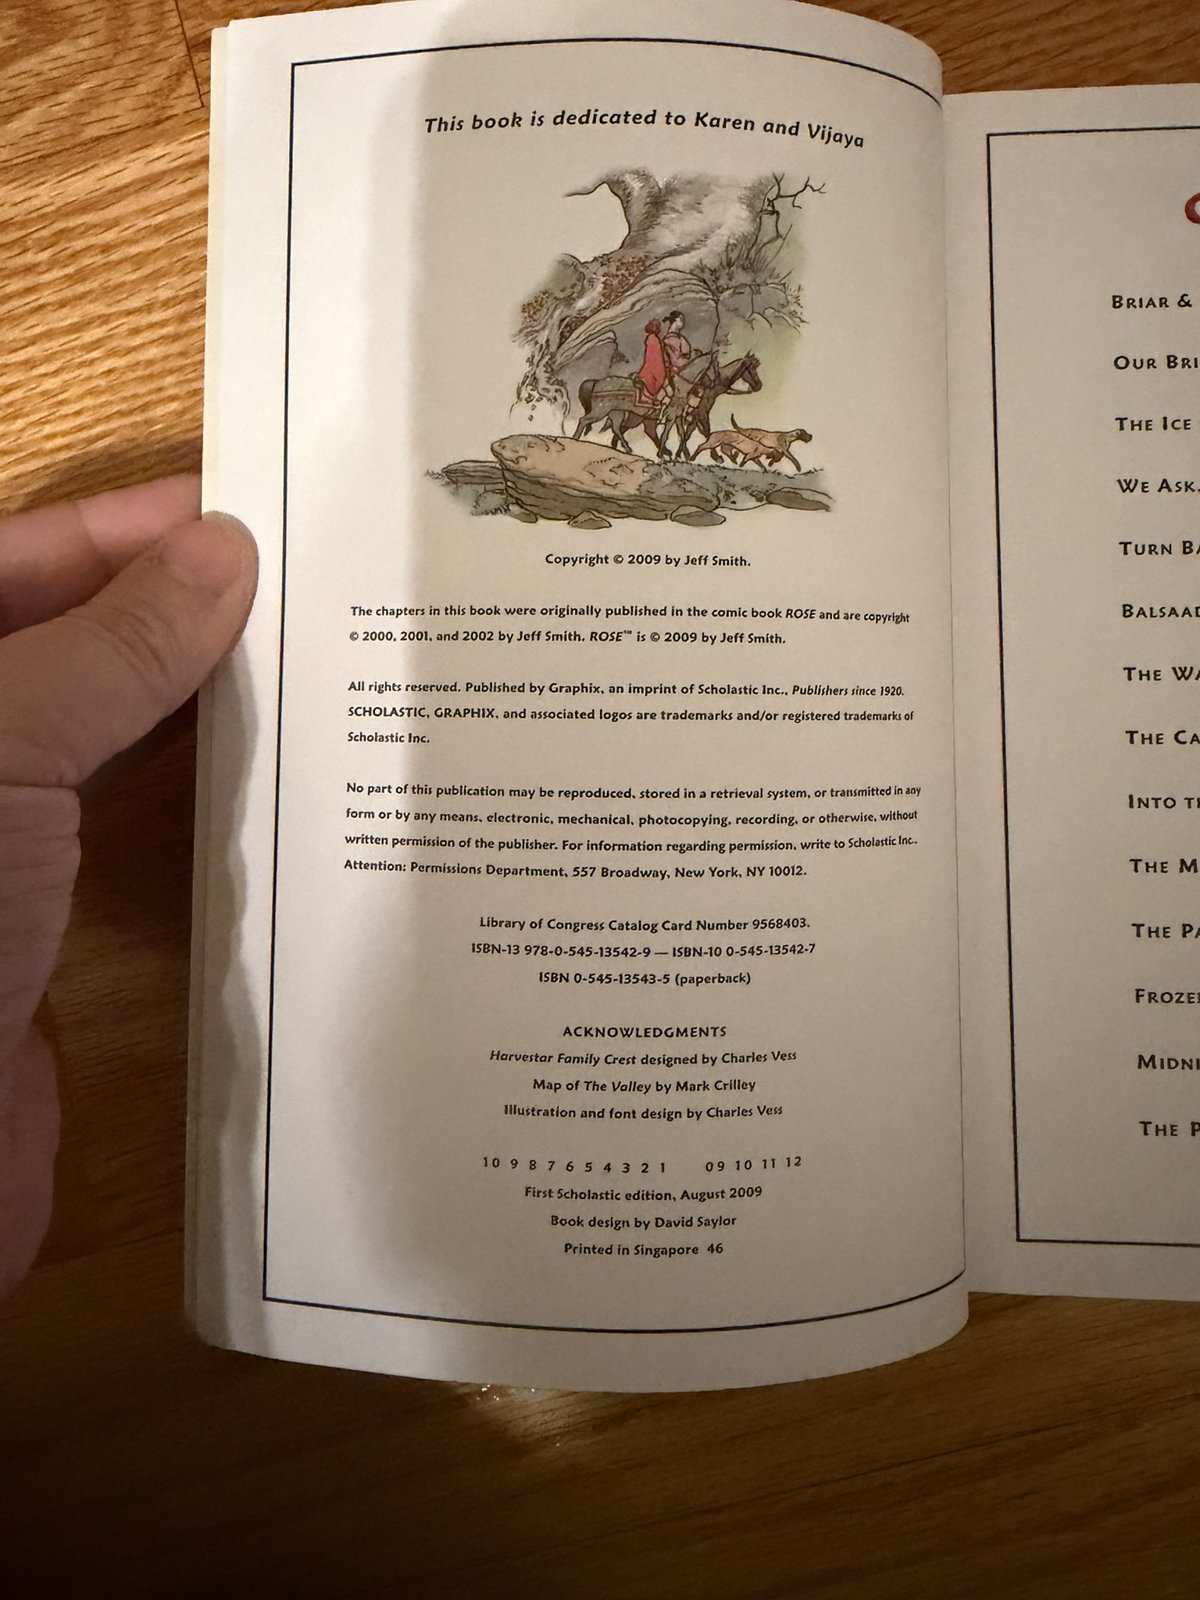 This book is dedicated to Karen and Vijaya
Copyright © 2009 by Jeff Smith.
The chapters in this book were originally published in the comic book ROSE and are copyright
© 2000, 2001, and 2002 by Jeff Smith. ROSE™ is © 2009 by Jeff Smith.
All rights reserved. Published by Graphix, an imprint of Scholastic Inc., Publishers since 1920.
SCHOLASTIC, GRAPHIX, and associated logos are trademarks and/or registered trademarks of
Scholastic Inc.
No part of this publication may be reproduced, stored in a retrieval system, or transmitted in any
form or by any means, electronic, mechanical, photocopying, recording, or otherwise, without
written permission of the publisher. For information regarding permission, write to Scholastic Inc.
Attention: Permissions Department, 557 Broadway, New York, NY 10012.
Library of Congress Catalog Card Number 9568403.
ISBN-13 978-0-545-13542-9 — ISBN-10 0-545-13542-7
ISBN 0-545-13543-5 (paperback)
ACKNOWLEDGMENTS
Harvestar Family Crest designed by Charles Vess
Map of The Valley by Mark Crilley
Illustration and font design by Charles Vess
10 9 8 7 6 5 4 3 2 1 09 10 11 12
First Scholastic edition, August 2009
Book design by David Saylor
Printed in Singapore 46
BRIAR &
OUR
THE ICE
WE ASK
TURN
THE
THE
INTO
THE
THE
THE